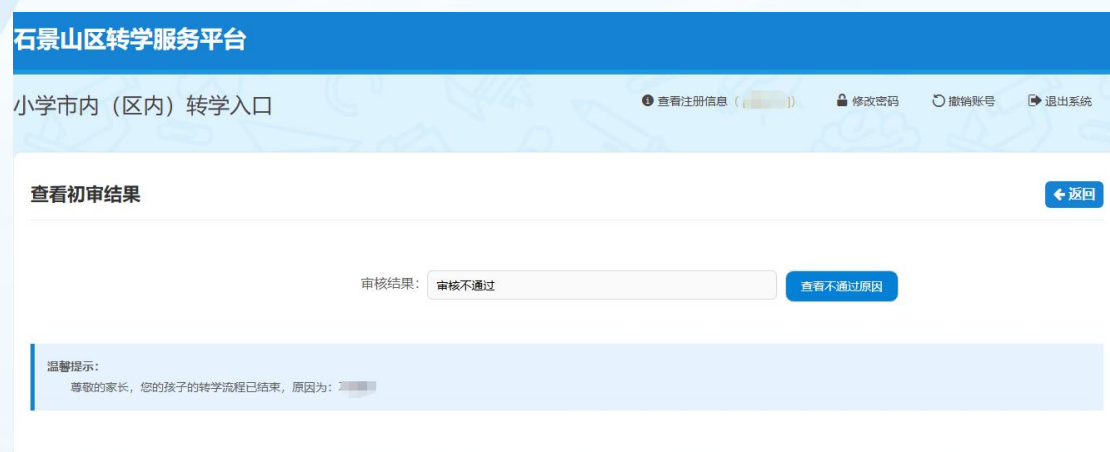 石景山区转学服务平台
小学市内（区内）转学入口
查看注册信息（ ])
修改密码
撤销账号
退出系统
查看初审结果
返回
审核结果：
审核不通过
查看不通过原因
温馨提示：
尊敬的家长，您的孩子的转学流程已结束，原因为：